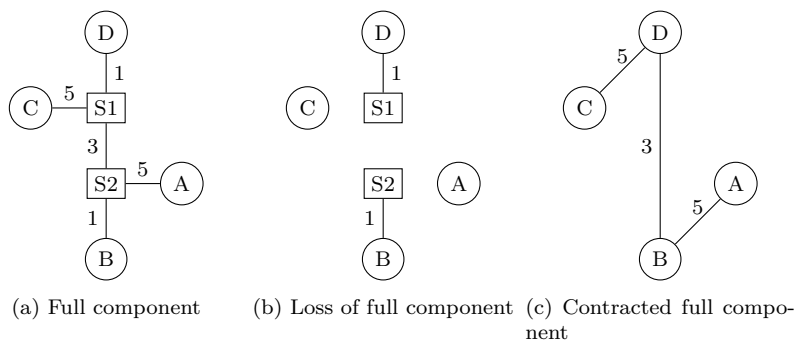 D
1
5
C
S1
3
5
S2
A
1
B
(a) Full component
D
1
C
S1
S2
A
1
B
(b) Loss of full component
D
5
C
3
A
5
B
(c) Contracted full compo-
nent